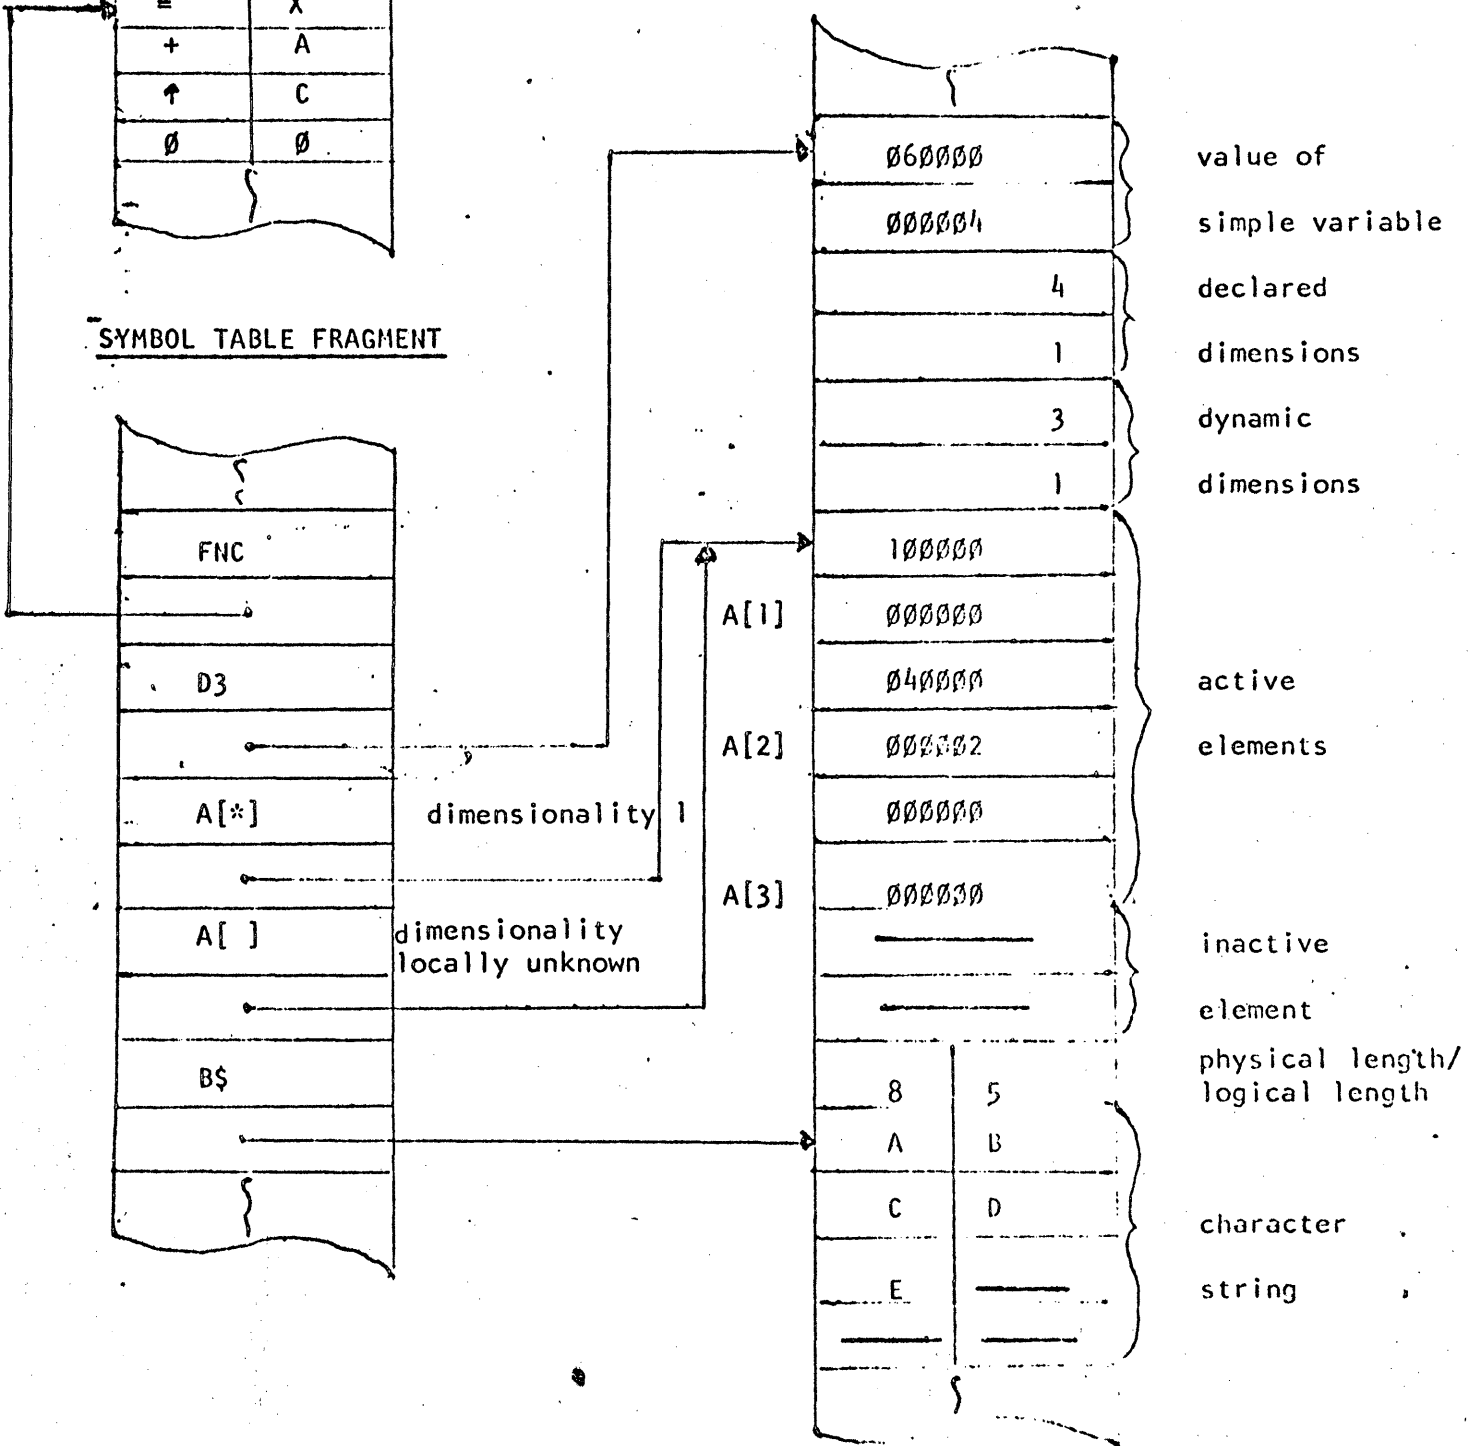 = X
+ A
↑ C
Ø Ø
SYMBOL TABLE FRAGMENT
FNC
D3
A[*] dimensionality 1
A[ ] dimensionality
locally unknown
B$
A[1]
A[2]
A[3]
Ø6ØØØØ
ØØØØØ4
4
1
3
1
1ØØØØØ
ØØØØØØ
Ø4ØØØØ
ØØØØØ2
ØØØØØØ
8 5
A B
C D
E
value of
simple variable
declared
dimensions
dynamic
dimensions
active
elements
inactive
element
physical length/
logical length
character
string